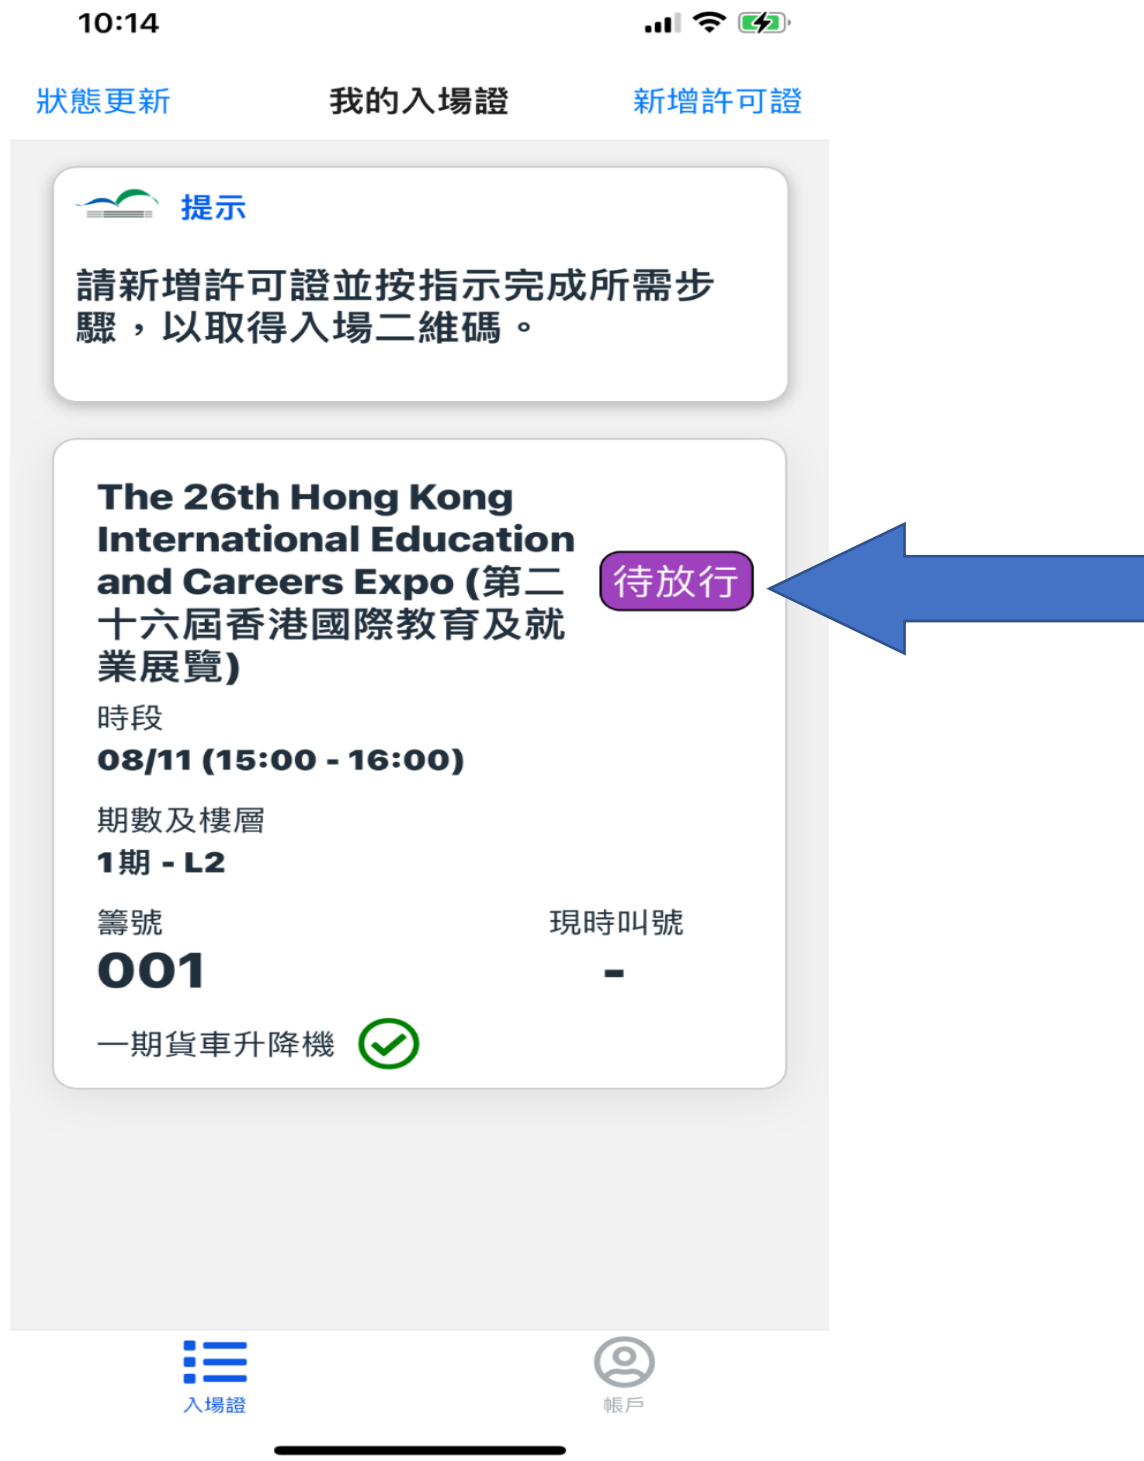 10:14
狀態更新 我的入場證 新增許可證
提示
請新增許可證並按指示完成所需步
驟，以取得入場二維碼。
The 26th Hong Kong
International Education
and Careers Expo (第二
十六屆香港國際教育及就
業展覽)
待放行
時段
08/11 (15:00 - 16:00)
期數及樓層
1期 - L2
籌號 現時叫號
001 -
一期貨車升降機
入場證 帳戶